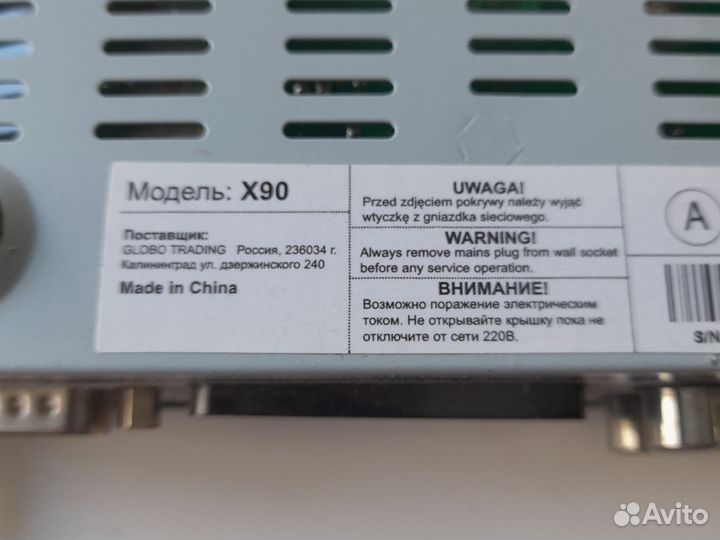 Модель: X90
Поставщик:
GLOBO TRADING Россия, 236034 г.
Калининград ул. дзержинского 240
Made in China
UWAGA!
Przed zdjęciem pokrywy należy wyjąć
wtyczkę z gniazdka sieciowego.
WARNING!
Always remove mains plug from wall socket
before any service operation.
ВНИМАНИЕ!
Возможно поражение электрическим
током. Не открывайте крышку пока не
отключите от сети 220В.
A
S/N
Avito